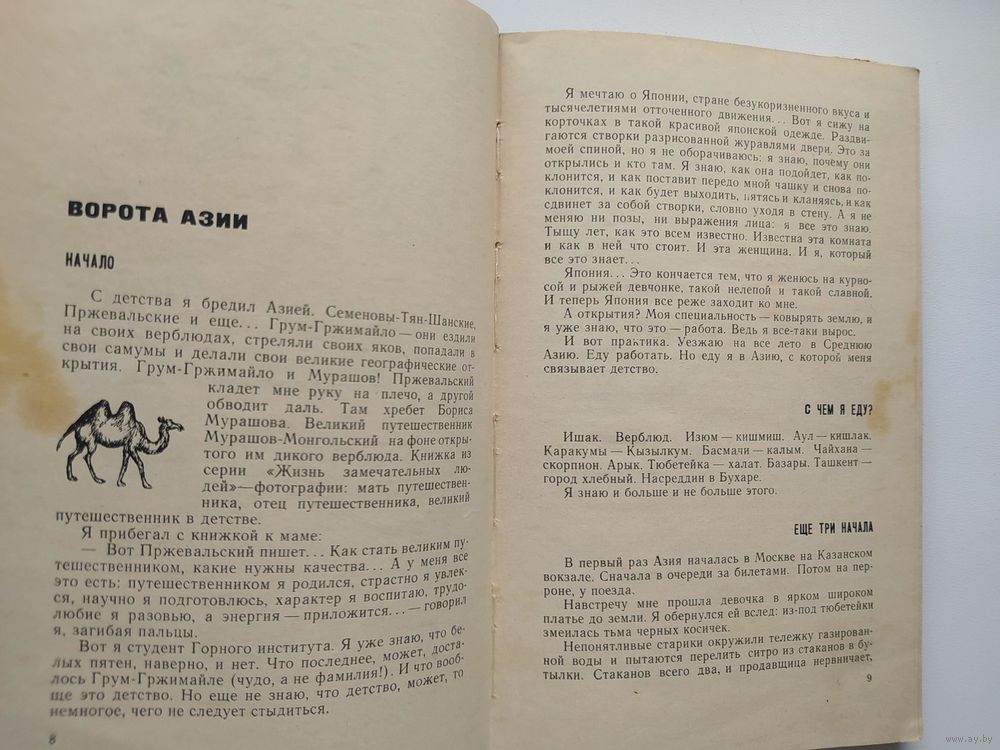 ВОРОТА АЗИИ
НАЧАЛО
С детства я бредил Азией. Семеновы-Тян-Шанские,
Пржевальские и еще... Грум-Гржимайло — они ездили
на своих верблюдах, стреляли своих яков, попадали в
свои самумы и делали свои великие географические от-
крытия. Грум-Гржимайло и Мурашов! Пржевальский
кладет мне руку на плечо, а другой
обводит даль. Там хребет Бориса
Мурашова. Великий путешественник
Мурашов-Монгольский на фоне откры-
того им дикого верблюда. Книжка из
серии «Жизнь замечательных лю-
дей»—фотографии: мать путешествен-
ника, отец путешественника, великий
путешественник в детстве.
Я прибегал с книжкой к маме:
— Вот Пржевальский пишет... Как стать великим пу-
тешественником, какие нужны качества... А у меня все
это есть: путешественником я родился, страстно я увлек-
ся, научно я подготовлюсь, характер я воспитаю, трудо-
любие я разовью, а энергия — приложится... — говорил
я, загибая пальцы.
Вот я студент Горного института. Я уже знаю, что бе-
лых пятен, наверно, и нет. Что последнее, может, доста-
лось Грум-Гржимайле (чудо, а не фамилия!). И что вооб-
ще это детство. Но еще не знаю, что детство, может, то
немногое, чего не следует стыдиться.
8
Я мечтаю о Японии, стране безукоризненного вкуса и
тысячелетиями отточенного движения... Вот я сижу на
корточках в такой красивой японской одежде. Раздви-
гаются створки разрисованной журавлями двери. Это за
моей спиной, но я не оборачиваюсь: я знаю, почему они
открылись и кто там. Я знаю, как она подойдет, как по-
клонится, и как поставит передо мной чашку и снова по-
клонится, и как будет выходить, пятясь и кланяясь, и как
сдвинет за собой створки, словно уходя в стену. А я не
меняю ни позы, ни выражения лица: я все это знаю.
Тыщу лет, как это всем известно. Известна эта комната
и как в ней что стоит. И эта женщина. И я, который
все это знает...
Япония... Это кончается тем, что я женюсь на курно-
сой и рыжей девчонке, такой нелепой и такой славной.
И теперь Япония все реже заходит ко мне.
А открытия? Моя специальность — ковырять землю, и
я уже знаю, что это — работа. Ведь я все-таки вырос.
И вот практика. Уезжаю на все лето в Среднюю
Азию. Еду работать. Но еду я в Азию, с которой меня
связывает детство.
С ЧЕМ Я ЕДУ?
Ишак. Верблюд. Изюм — кишмиш. Аул — кишлак.
Каракумы — Кызылкум. Басмачи — калым. Чайхана —
скорпион. Арык. Тюбетейка — халат. Базары. Ташкент —
город хлебный. Насреддин в Бухаре.
Я знаю и больше и не больше этого.
ЕЩЕ ТРИ НАЧАЛА
В первый раз Азия началась в Москве на Казанском
вокзале. Сначала в очереди за билетами. Потом на пер-
роне, у поезда.
Навстречу мне прошла девочка в ярком широком
платье до земли. Я обернулся ей вслед: из-под тюбетейки
змеилась тьма черных косичек.
Непонятливые старики окружили тележку газирован-
ной воды и пытаются перелить ситро из стаканов в бу-
тылки. Стаканов всего два, и продавщица нервничает,
9
www.ay.by